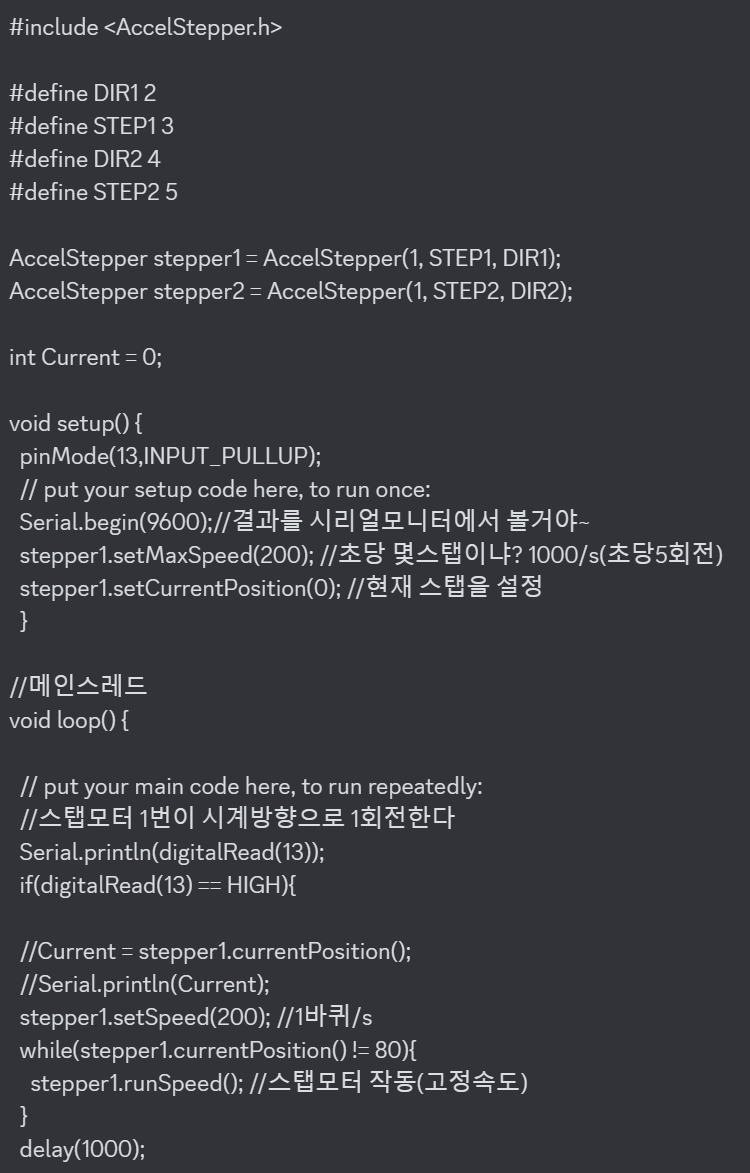 #include <AccelStepper.h>
#define DIR1 2
#define STEP1 3
#define DIR2 4
#define STEP2 5
AccelStepper stepper1 = AccelStepper(1, STEP1, DIR1);
AccelStepper stepper2 = AccelStepper(1, STEP2, DIR2);
int Current = 0;
void setup() {
pinMode(13,INPUT_PULLUP);
// put your setup code here, to run once:
Serial.begin(9600);//결과를 시리얼모니터에서 볼거야~
stepper1.setMaxSpeed(200); //초당 몇스탭이냐? 1000/s(초당5회전)
stepper1.setCurrentPosition(0); //현재 스탭을 설정
}
//메인스레드
void loop() {
// put your main code here, to run repeatedly:
//스탭모터 1번이 시계방향으로 1회전한다
Serial.println(digitalRead(13));
if(digitalRead(13) == HIGH){
//Current = stepper1.currentPosition();
//Serial.println(Current);
stepper1.setSpeed(200); //1바퀴/s
while(stepper1.currentPosition() != 80){
stepper1.runSpeed(); //스탭모터 작동(고정속도)
}
delay(1000);